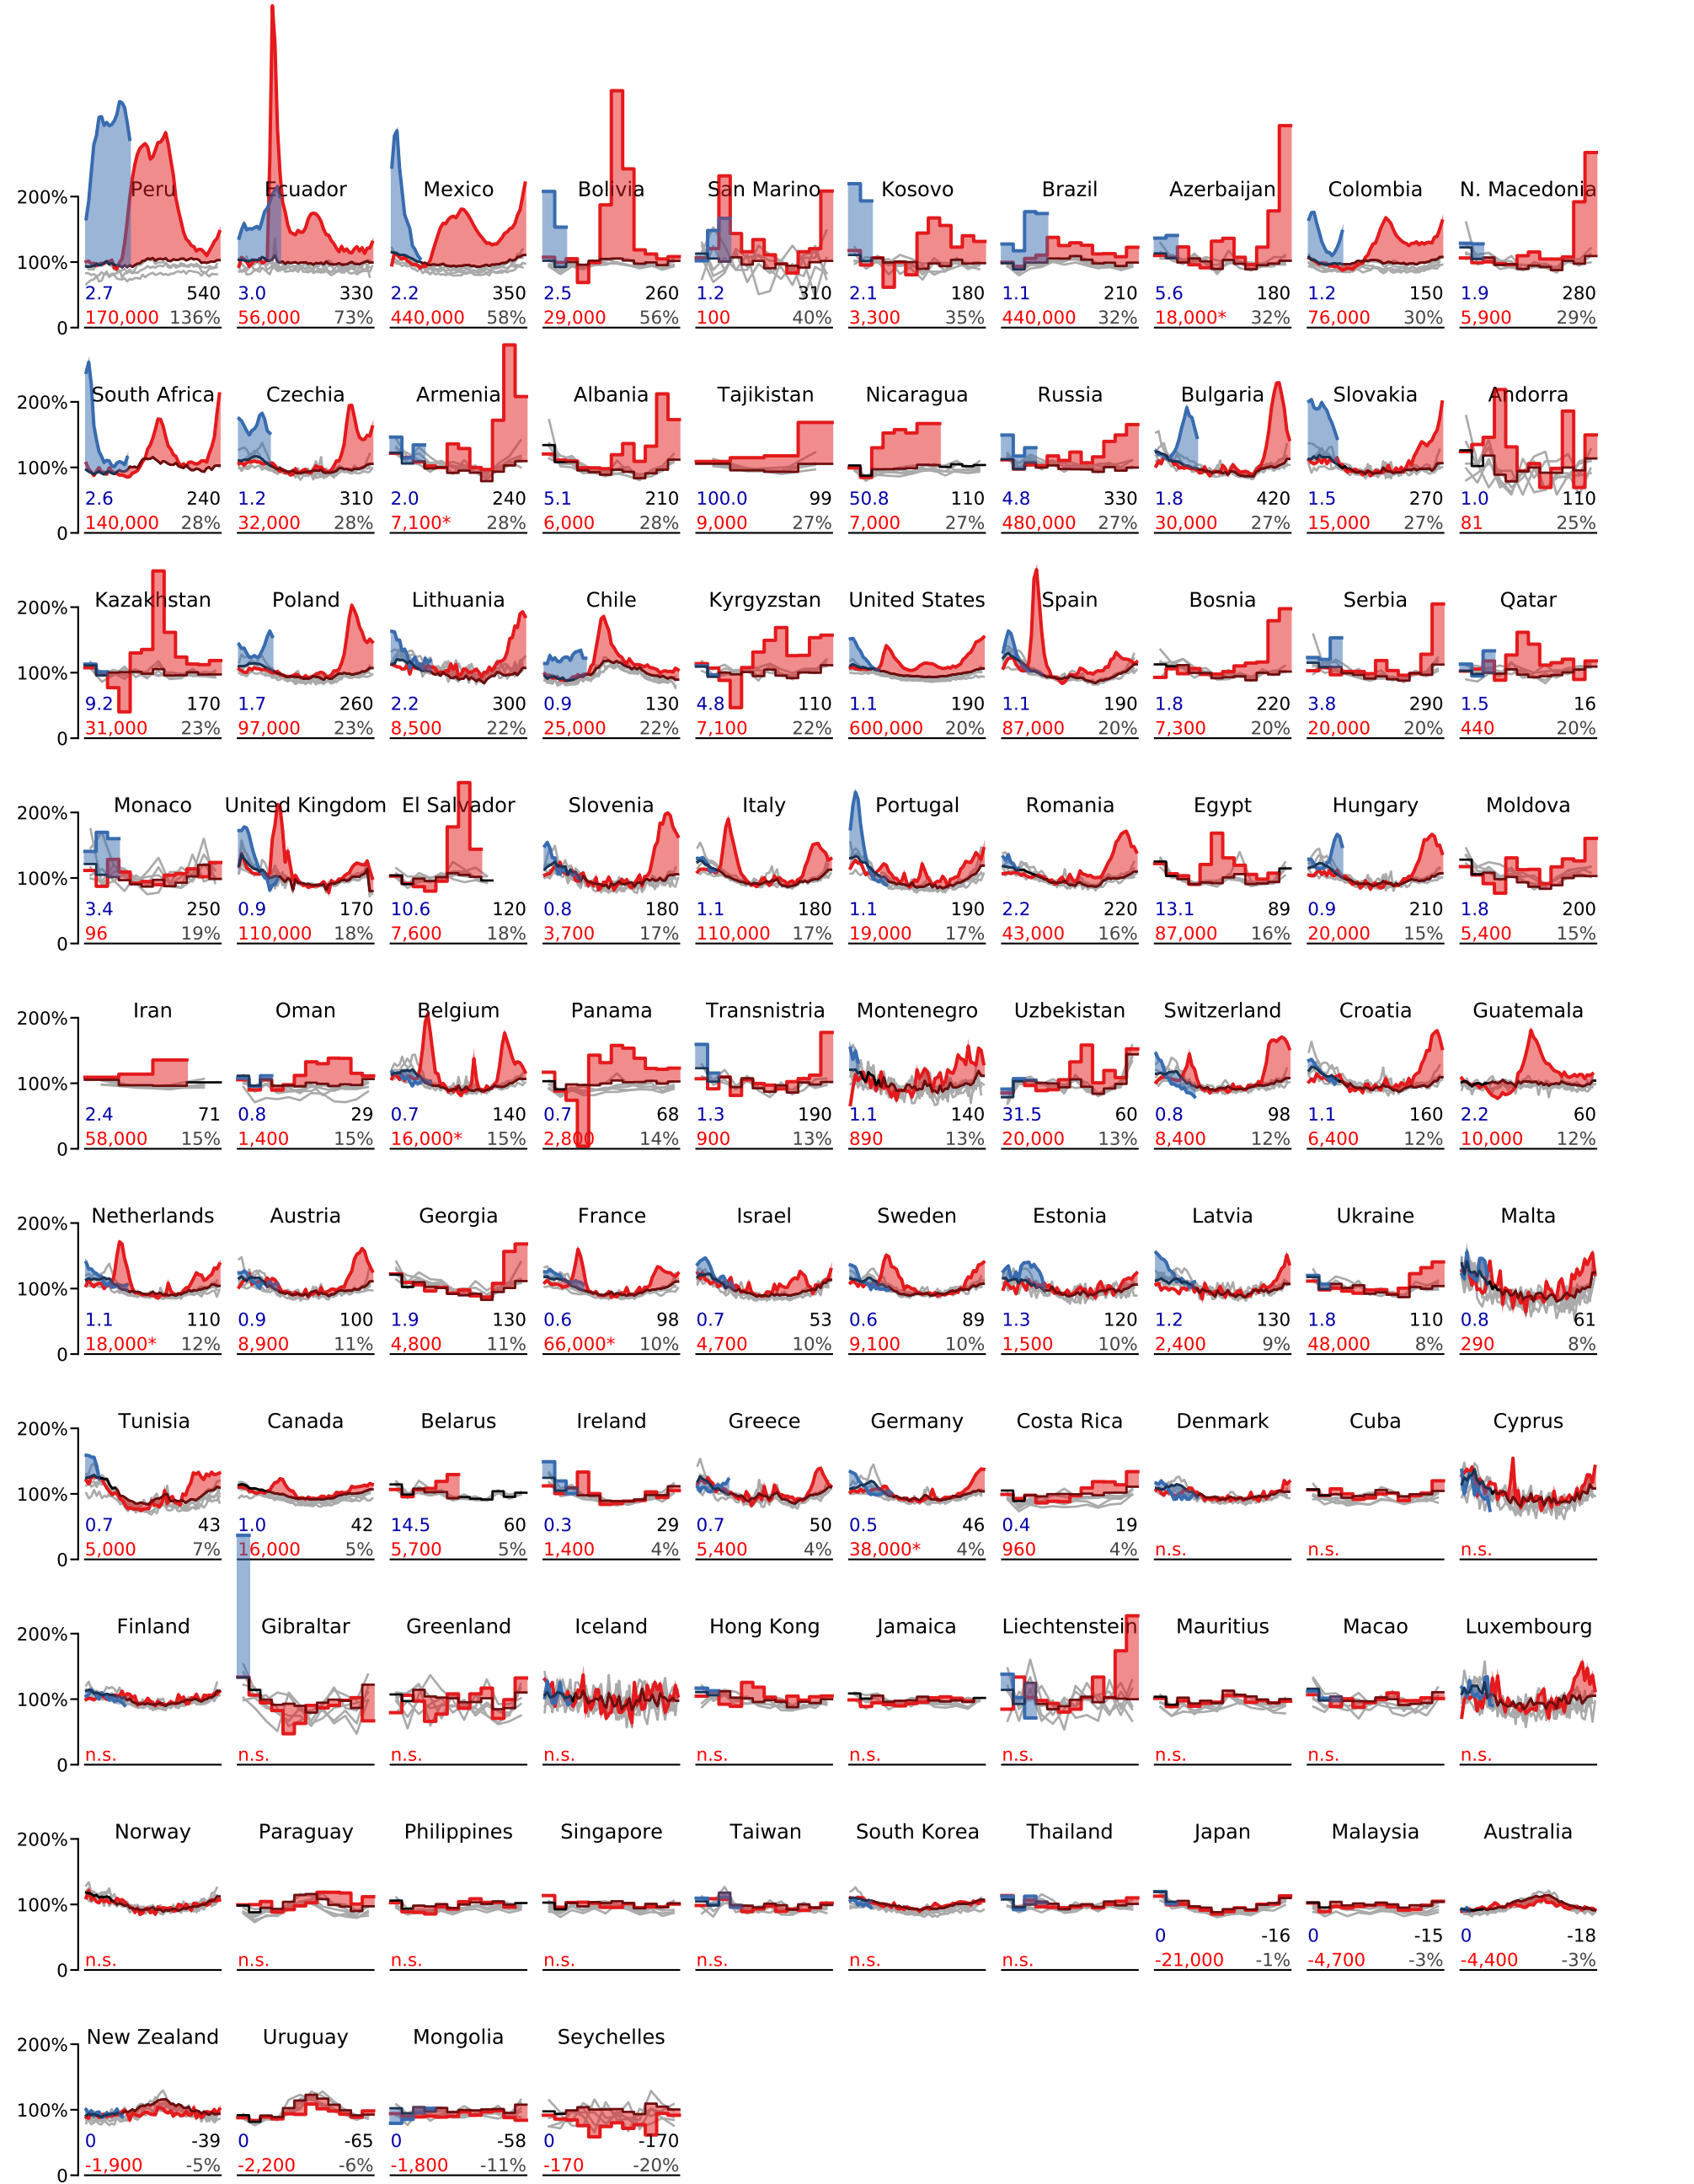 Peru Ecuador Mexico Bolivia San Marino Kosovo Brazil Azerbaijan Colombia N. Macedonia
200%
100%
2.7 540 3.0 330 2.2 350 2.5 260 1.2 310 2.1 180 1.1 210 5.6 180 1.2 150 1.9 280
170,000 136% 56,000 73% 440,000 58% 29,000 56% 100 40% 3,300 35% 440,000 32% 18,000* 32% 76,000 30% 5,900 29%
0
South Africa Czechia Armenia Albania Tajikistan Nicaragua Russia Bulgaria Slovakia Andorra
200%
100%
2.6 240 1.2 310 2.0 240 5.1 210 100.0 99 50.8 110 4.8 330 1.8 420 1.5 270 1.0 110
140,000 28% 32,000 28% 7,100* 28% 6,000 28% 9,000 27% 7,000 27% 480,000 27% 30,000 27% 15,000 27% 81 25%
0
Kazakhstan Poland Lithuania Chile Kyrgyzstan United States Spain Bosnia Serbia Qatar
200%
100%
9.2 170 1.7 260 2.2 300 0.9 130 4.8 110 1.1 190 1.1 190 1.8 220 3.8 290 1.5 16
31,000 23% 97,000 23% 8,500 22% 25,000 22% 7,100 22% 600,000 20% 87,000 20% 7,300 20% 20,000 20% 440 20%
0
Monaco United Kingdom El Salvador Slovenia Italy Portugal Romania Egypt Hungary Moldova
200%
100%
3.4 250 0.9 170 10.6 120 0.8 180 1.1 180 1.1 190 2.2 220 13.1 89 0.9 210 1.8 200
96 19% 110,000 18% 7,600 18% 3,700 17% 110,000 17% 19,000 17% 43,000 16% 87,000 16% 20,000 15% 5,400 15%
0
Iran Oman Belgium Panama Transnistria Montenegro Uzbekistan Switzerland Croatia Guatemala
200%
100%
2.4 71 0.8 29 0.7 140 0.7 68 1.3 190 1.1 140 31.5 60 0.8 98 1.1 160 2.2 60
58,000 15% 1,400 15% 16,000* 15% 2,800 14% 900 13% 890 13% 20,000 13% 8,400 12% 6,400 12% 10,000 12%
0
Netherlands Austria Georgia France Israel Sweden Estonia Latvia Ukraine Malta
200%
100%
1.1 110 0.9 100 1.9 130 0.6 98 0.7 53 0.6 89 1.3 120 1.2 130 1.8 110 0.8 61
18,000* 12% 8,900 11% 4,800 11% 66,000* 10% 4,700 10% 9,100 10% 1,500 10% 2,400 9% 48,000 8% 290 8%
0
Tunisia Canada Belarus Ireland Greece Germany Costa Rica Denmark Cuba Cyprus
200%
100%
0.7 43 1.0 42 14.5 60 0.3 29 0.7 50 0.5 46 0.4 19
5,000 7% 16,000 5% 5,700 5% 1,400 4% 5,400 4% 38,000* 4% 960 4% n.s. n.s. n.s.
0
Finland Gibraltar Greenland Iceland Hong Kong Jamaica Liechtenstein Mauritius Macao Luxembourg
200%
100%
n.s. n.s. n.s. n.s. n.s. n.s. n.s. n.s. n.s. n.s.
0
Norway Paraguay Philippines Singapore Taiwan South Korea Thailand Japan Malaysia Australia
200%
100%
0 -16 0 -15 0 -18
n.s. n.s. n.s. n.s. n.s. n.s. n.s. -21,000 -1% -4,700 -3% -4,400 -3%
0
New Zealand Uruguay Mongolia Seychelles
200%
100%
0 -39 0 -65 0 -58 0 -170
-1,900 -5% -2,200 -6% -1,800 -11% -170 -20%
0